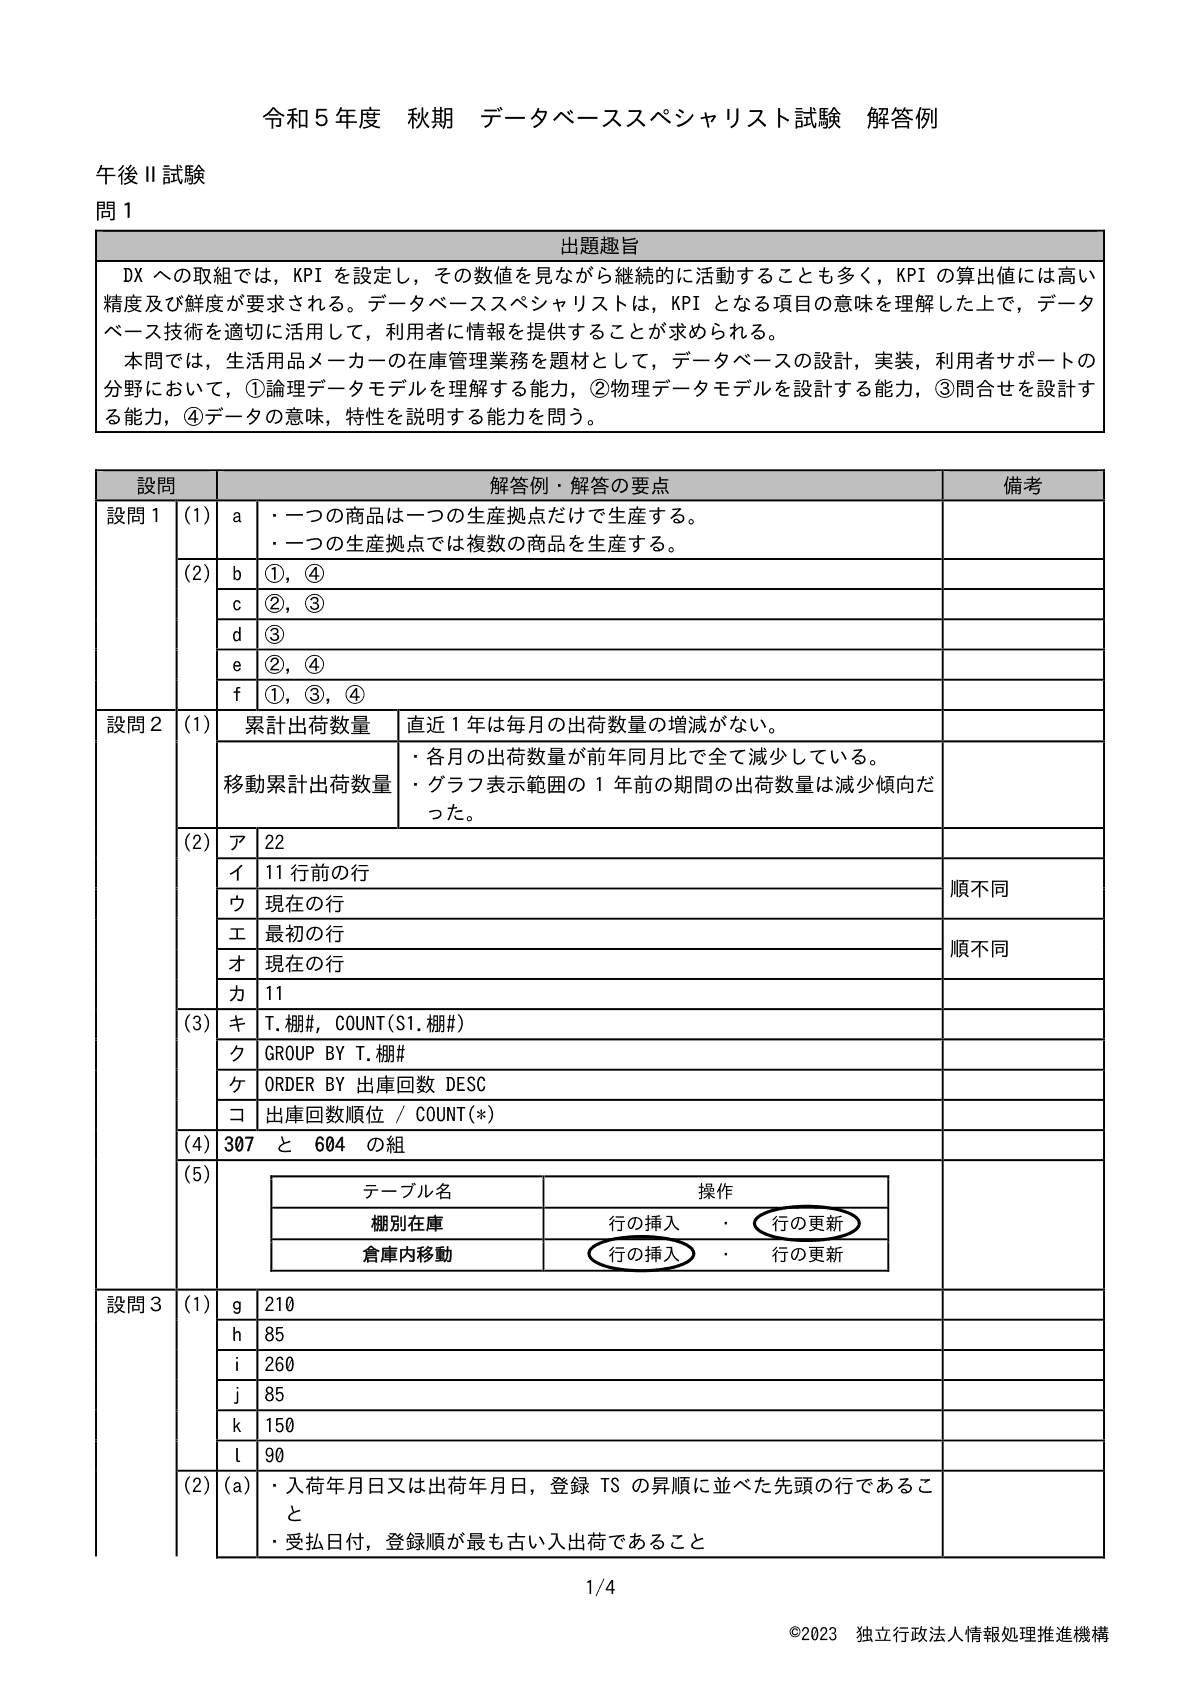 令和５年度　秋期　データベーススペシャリスト試験　解答例
午後Ⅱ試験
問１
出題趣旨
DX への取組では，KPI を設定し，その数値を見ながら継続的に活動することも多く，KPI の算出値には高い
精度及び鮮度が要求される。データベーススペシャリストは，KPI となる項目の意味を理解した上で，データ
ベース技術を適切に活用して，利用者に情報を提供することが求められる。
本問では，生活用品メーカーの在庫管理業務を題材として，データベースの設計，実装，利用者サポートの
分野において，①論理データモデルを理解する能力，②物理データモデルを設計する能力，③問合せを設計す
る能力，④データの意味，特性を説明する能力を問う。
設問　解答例・解答の要点　備考
設問１ (1) a ・一つの商品は一つの生産拠点だけで生産する。
・一つの生産拠点では複数の商品を生産する。
(2) b ①，④
c ②，③
d ③
e ②，④
f ①，③，④
設問２ (1) 累計出荷数量 直近１年は毎月の出荷数量の増減がない。
移動累計出荷数量 ・各月の出荷数量が前年同月比で全て減少している。
・グラフ表示範囲の 1 年前の期間の出荷数量は減少傾向だ
った。
(2) ア 22
イ 11 行前の行 順不同
ウ 現在の行
エ 最初の行 順不同
オ 現在の行
カ 11
(3) キ T.棚#, COUNT(S1.棚#)
ク GROUP BY T.棚#
ケ ORDER BY 出庫回数 DESC
コ 出庫回数順位 / COUNT(*)
(4) 307　と　604　の組
(5) テーブル名 操作
棚別在庫 行の挿入 ・ 行の更新
倉庫内移動 行の挿入 ・ 行の更新
設問３ (1) g 210
h 85
i 260
j 85
k 150
l 90
(2) (a) ・入荷年月日又は出荷年月日，登録 TS の昇順に並べた先頭の行であるこ
と
・受払日付，登録順が最も古い入出荷であること
1/4
©2023　独立行政法人情報処理推進機構